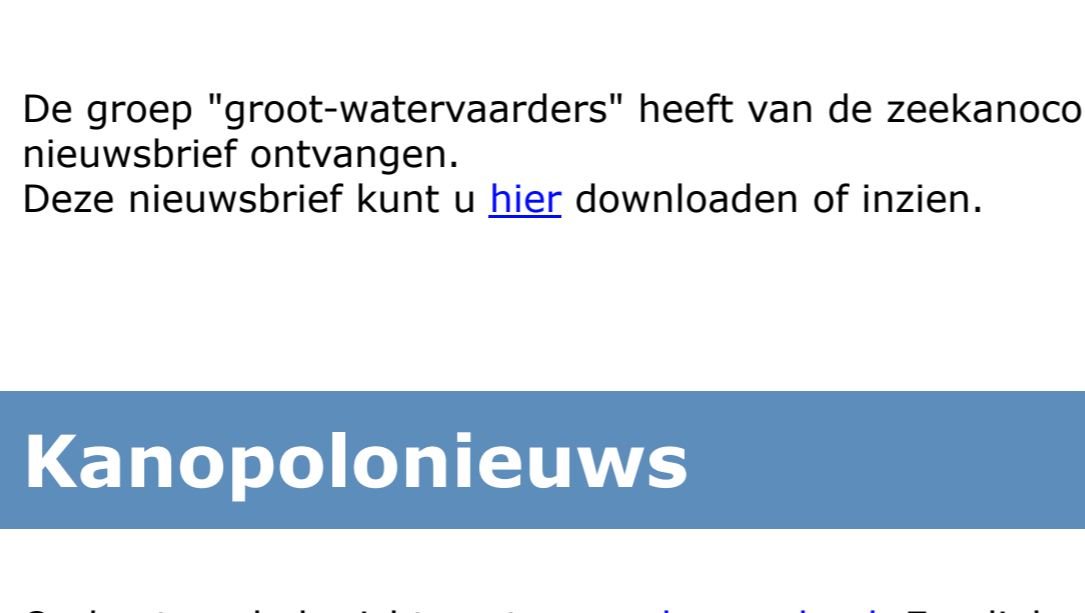 De groep "groot-watervaarders" heeft van de zeekanoco
nieuwsbrief ontvangen.
Deze nieuwsbrief kunt u hier downloaden of inzien.
Kanopolonieuws